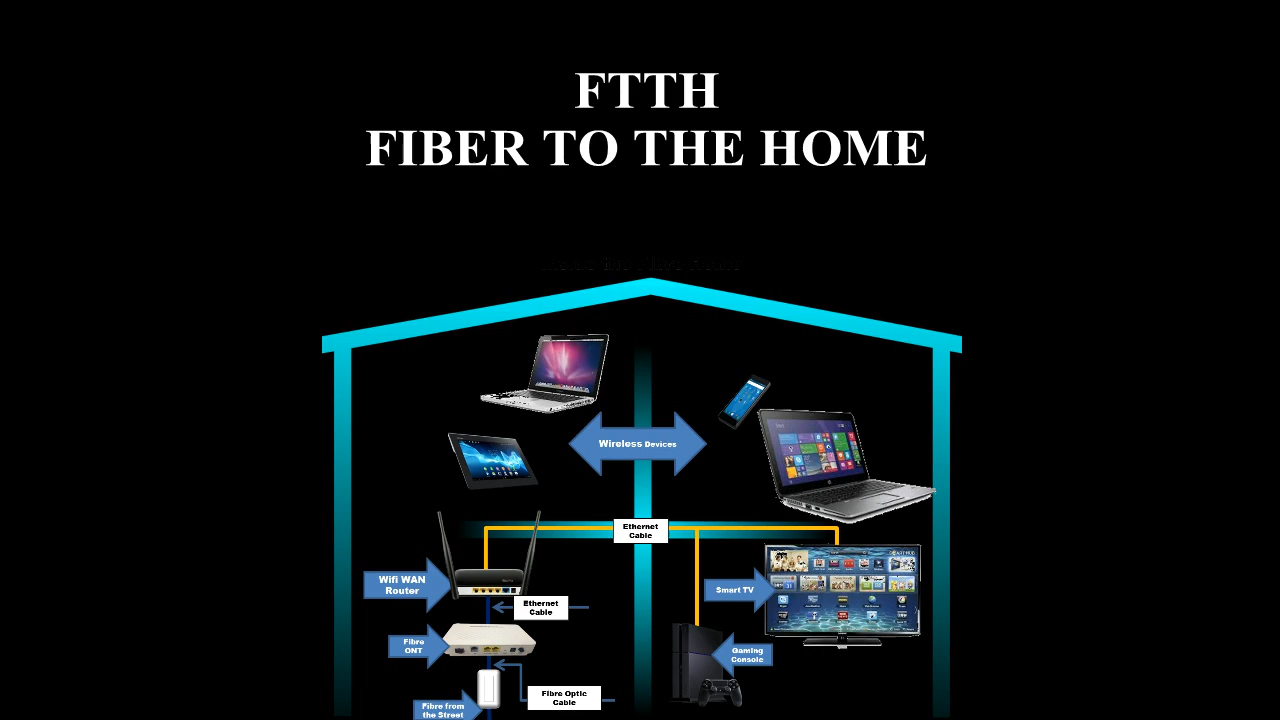 FTTH
FIBER TO THE HOME
Wireless Devices
Ethernet
Cable
Wifi WAN
Router
Ethernet
Cable
Smart TV
Fibre
ONT
Gaming
Console
Fibre Optic
Cable
Fibre from
the Street